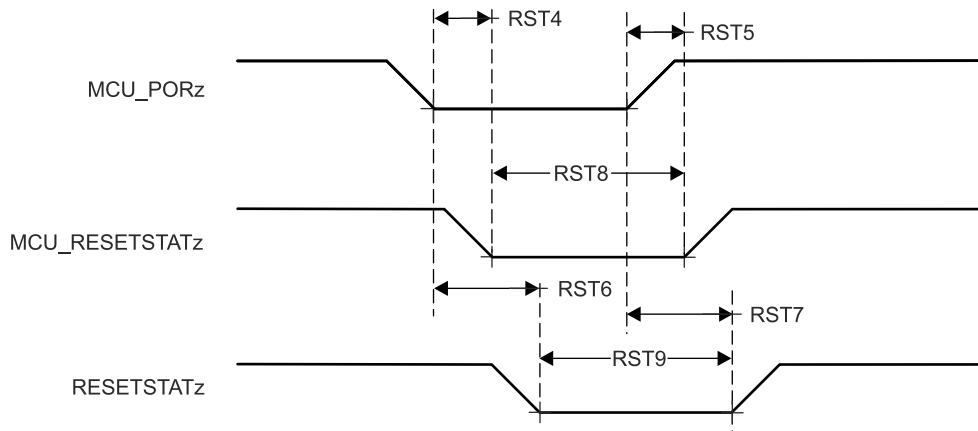 RST4
RST5
MCU_PORz
RST8
MCU_RESETSTATz
RST6
RST7
RST9
RESETSTATz